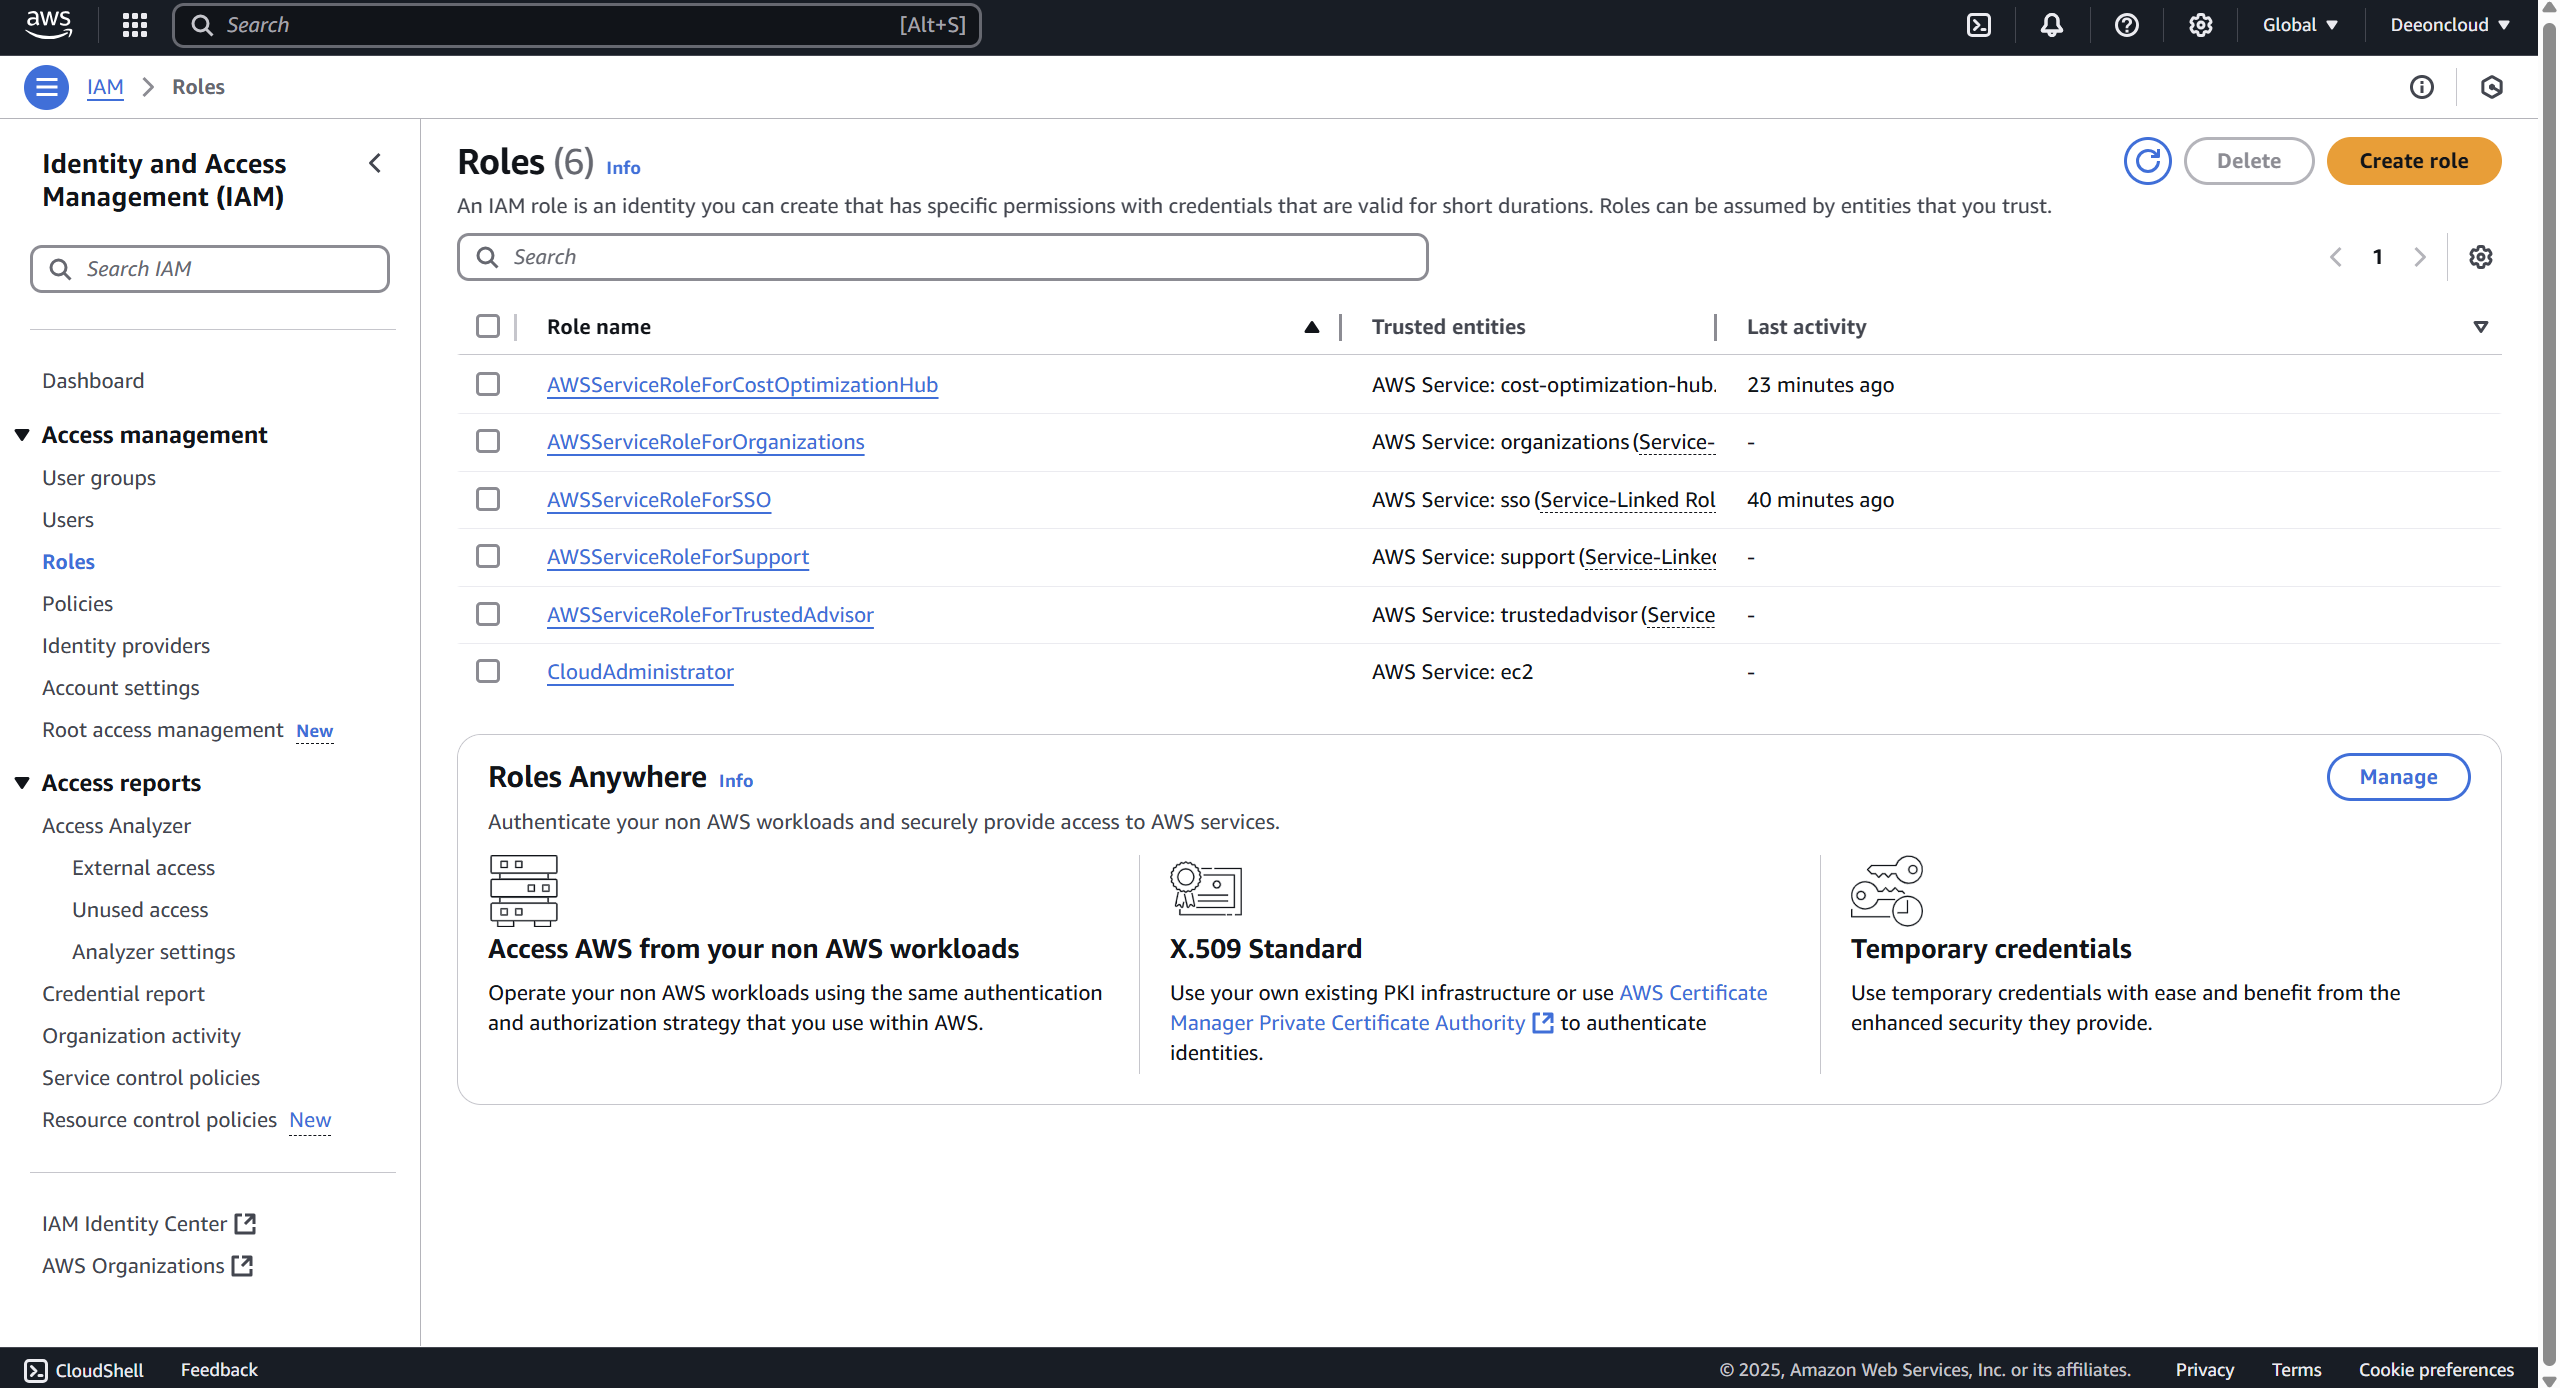 aws
Search
[Alt+S]
Global
Deeoncloud
IAM
Roles
Identity and Access
Management (IAM)
Search IAM
Dashboard
Access management
User groups
Users
Roles
Policies
Identity providers
Account settings
Root access management New
Access reports
Access Analyzer
External access
Unused access
Analyzer settings
Credential report
Organization activity
Service control policies
Resource control policies New
IAM Identity Center
AWS Organizations
Roles (6) Info
Delete
Create role
An IAM role is an identity you can create that has specific permissions with credentials that are valid for short durations. Roles can be assumed by entities that you trust.
Search
1
Role name Trusted entities Last activity
AWSServiceRoleForCostOptimizationHub AWS Service: cost-optimization-hub. 23 minutes ago
AWSServiceRoleForOrganizations AWS Service: organizations (Service- -
AWSServiceRoleForSSO AWS Service: sso (Service-Linked Rol 40 minutes ago
AWSServiceRoleForSupport AWS Service: support (Service-Linked -
AWSServiceRoleForTrustedAdvisor AWS Service: trustedadvisor (Service -
CloudAdministrator AWS Service: ec2 -
Roles Anywhere Info
Manage
Authenticate your non AWS workloads and securely provide access to AWS services.
Access AWS from your non AWS workloads
Operate your non AWS workloads using the same authentication
and authorization strategy that you use within AWS.
X.509 Standard
Use your own existing PKI infrastructure or use AWS Certificate
Manager Private Certificate Authority to authenticate
identities.
Temporary credentials
Use temporary credentials with ease and benefit from the
enhanced security they provide.
CloudShell
Feedback
© 2025, Amazon Web Services, Inc. or its affiliates.
Privacy
Terms
Cookie preferences